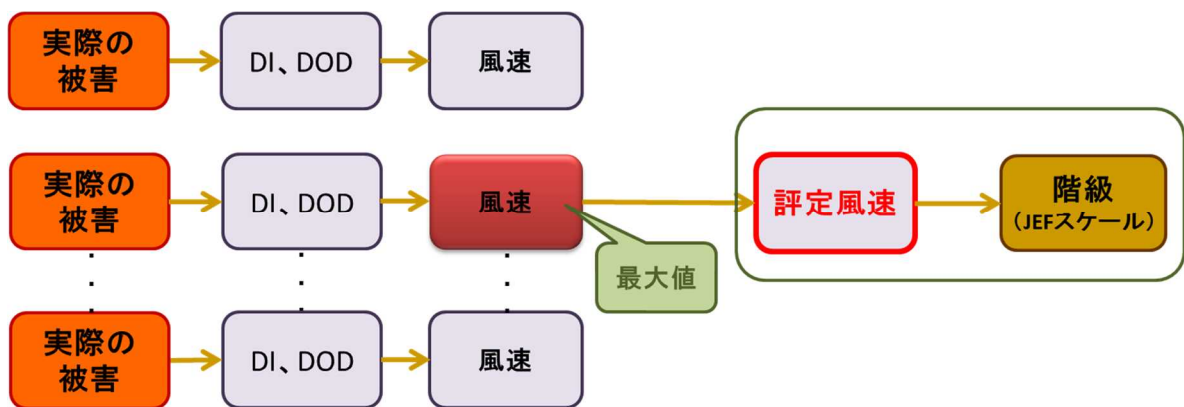 実際の
被害
DI、DOD
風速
実際の
被害
DI、DOD
風速
評定風速
階級
（JEFスケール）
最大値
実際の
被害
DI、DOD
風速